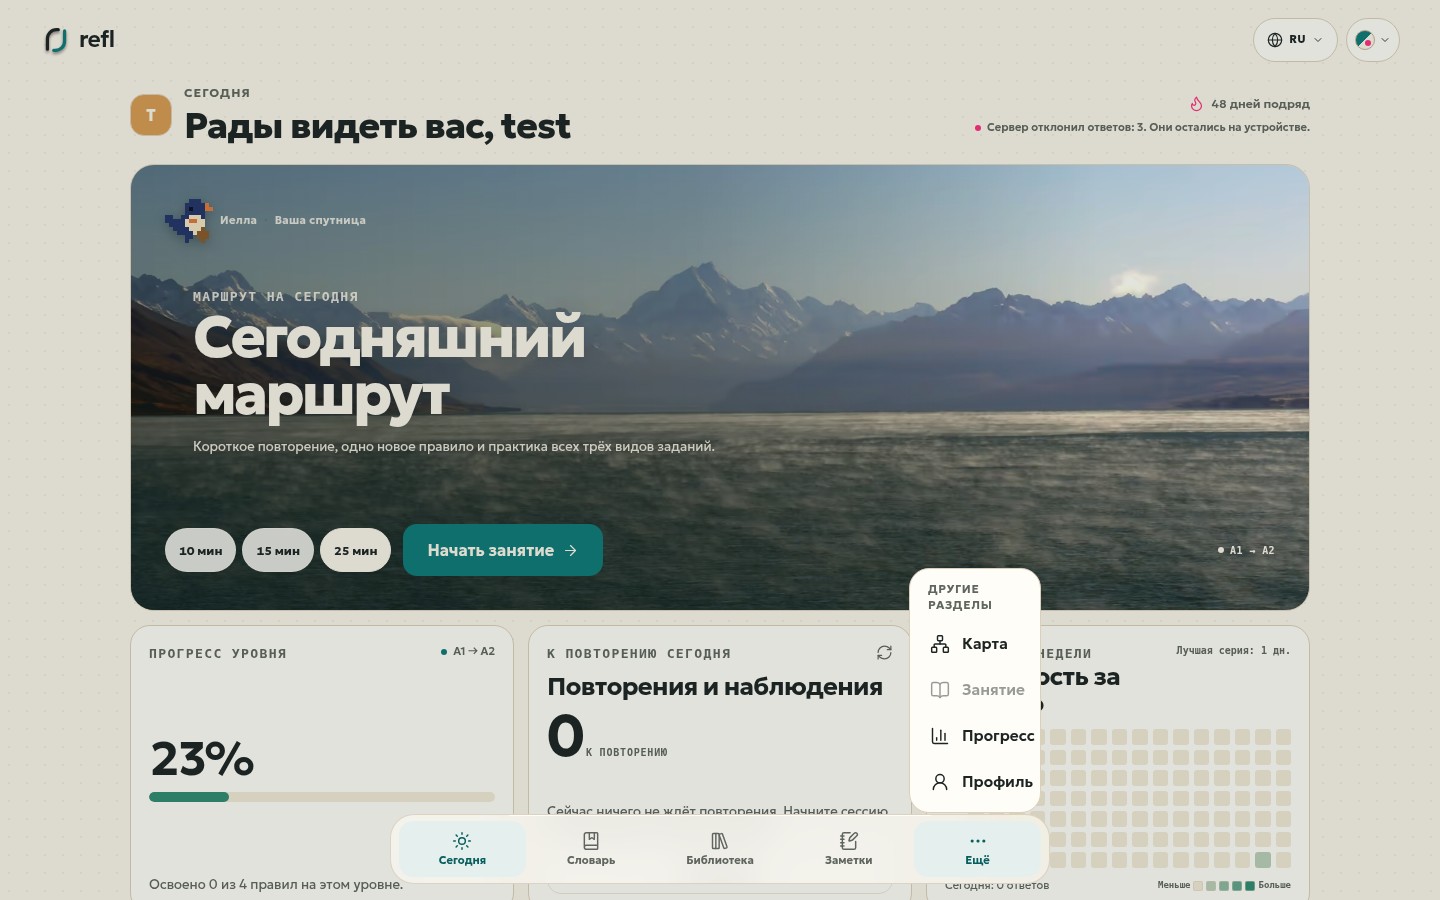 refl
RU
T
СЕГОДНЯ
Рады видеть вас, test
48 дней подряд
Сервер отклонил ответов: 3. Они остались на устройстве.
Иелла Ваша спутница
МАРШРУТ НА СЕГОДНЯ
Сегодняшний
маршрут
Короткое повторение, одно новое правило и практика всех трёх видов заданий.
10 мин
15 мин
25 мин
Начать занятие →
A1 → A2
ПРОГРЕСС УРОВНЯ
A1 → A2
23%
Освоено 0 из 4 правил на этом уровне.
К ПОВТОРЕНИЮ СЕГОДНЯ
Повторения и наблюдения
0 К ПОВТОРЕНИЮ
Сейчас ничего не ждёт повторения. Начните сессию
НЕДЕЛИ
Лучшая серия: 1 дн.
ость за
Сегодня: 0 ответов
Меньше
Больше
ДРУГИЕ
РАЗДЕЛЫ
Карта
Занятие
Прогресс
Профиль
Сегодня
Словарь
Библиотека
Заметки
Ещё